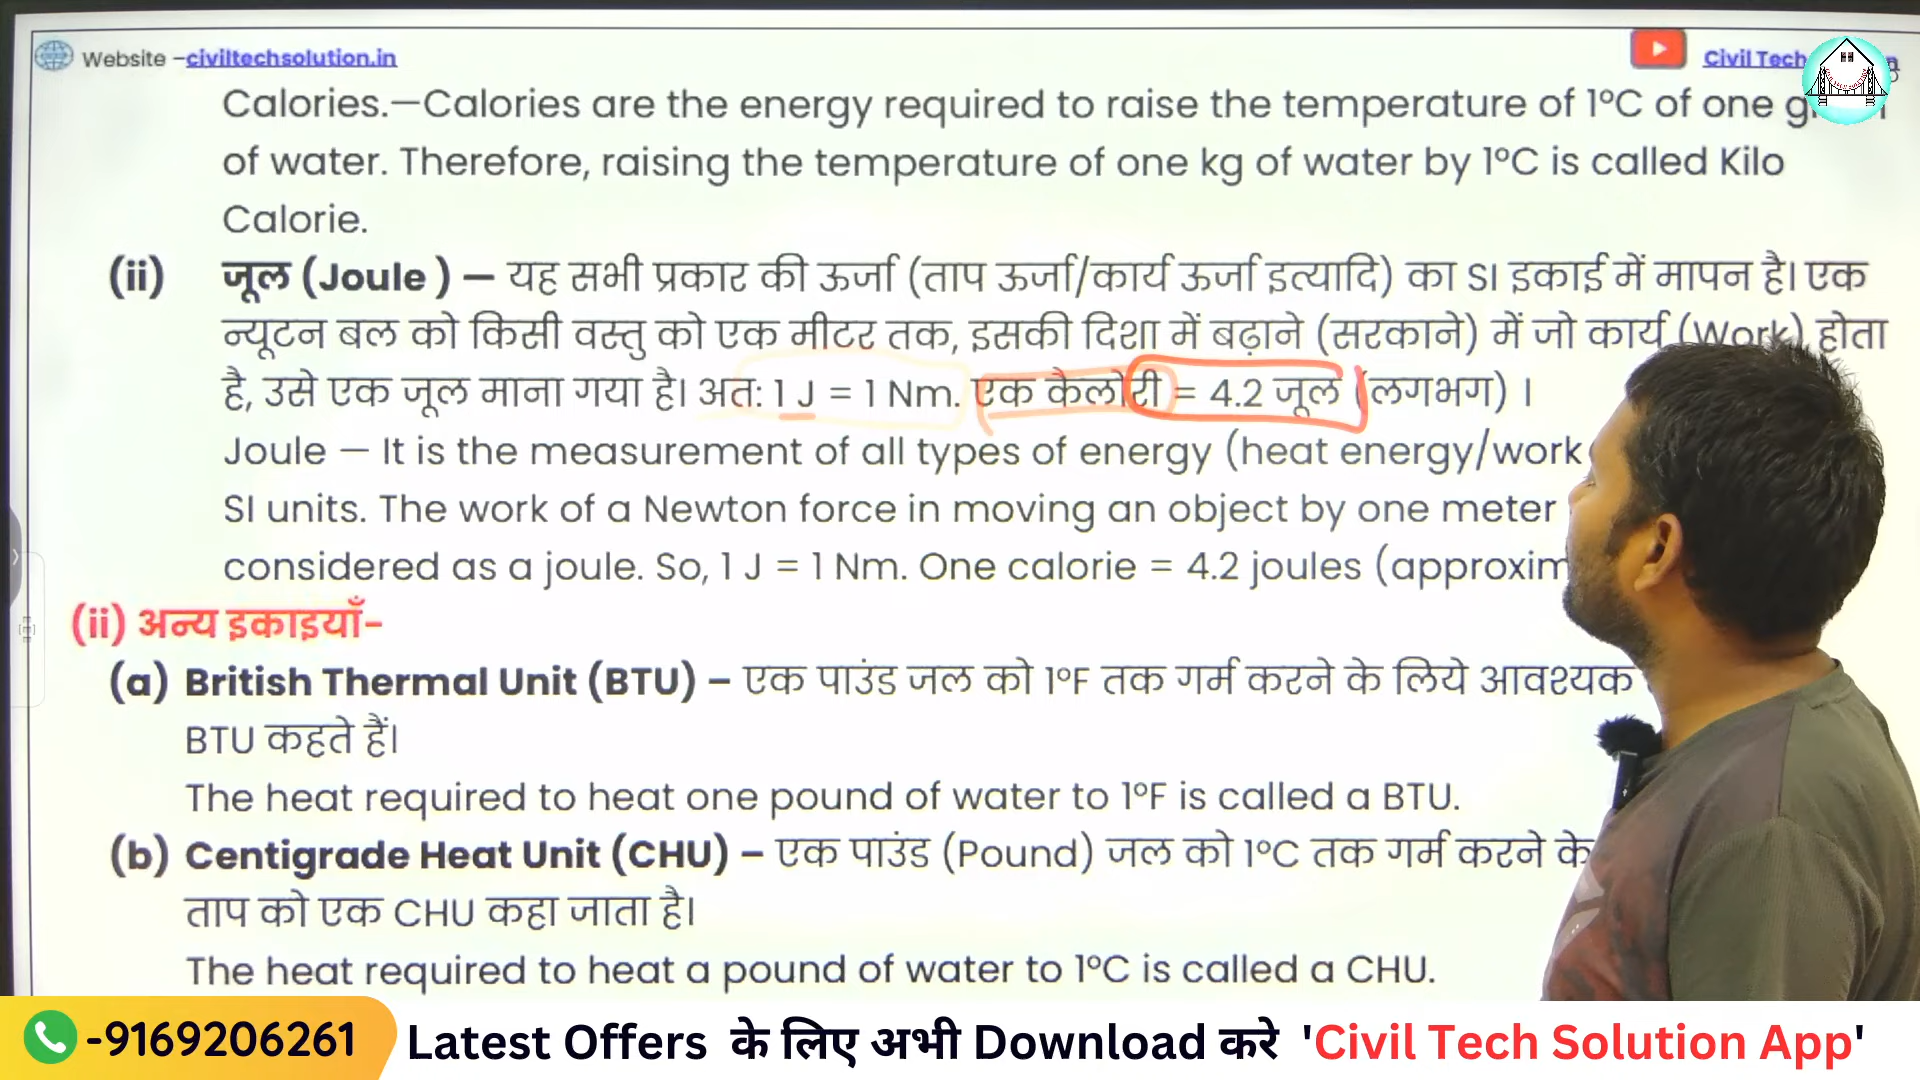 Website –civiltechsolution.in
Civil Tech
Calories.—Calories are the energy required to raise the temperature of 1°C of one
of water. Therefore, raising the temperature of one kg of water by 1°C is called Kilo
Calorie.
(ii) जूल (Joule ) — यह सभी प्रकार की ऊर्जा (ताप ऊर्जा/कार्य ऊर्जा इत्यादि) का SI इकाई में मापन है। एक
न्यूटन बल को किसी वस्तु को एक मीटर तक, इसकी दिशा में बढ़ाने (सरकाने) में जो कार्य (Work) होता
है, उसे एक जूल माना गया है। अत: 1 J = 1 Nm. एक कैलोरी = 4.2 जूल (लगभग) ।
Joule — It is the measurement of all types of energy (heat energy/work
SI units. The work of a Newton force in moving an object by one meter
considered as a joule. So, 1 J = 1 Nm. One calorie = 4.2 joules
(ii) अन्य इकाइयाँ-
(a) British Thermal Unit (BTU) – एक पाउंड जल को 1°F तक गर्म करने के लिये आवश्यक
BTU कहते हैं।
The heat required to heat one pound of water to 1°F is called a BTU.
(b) Centigrade Heat Unit (CHU) – एक पाउंड (Pound) जल को 1°C तक गर्म करने के
ताप को एक CHU कहा जाता है।
The heat required to heat a pound of water to 1°C is called a CHU.
-9169206261 Latest Offers के लिए अभी Download करे 'Civil Tech Solution App'